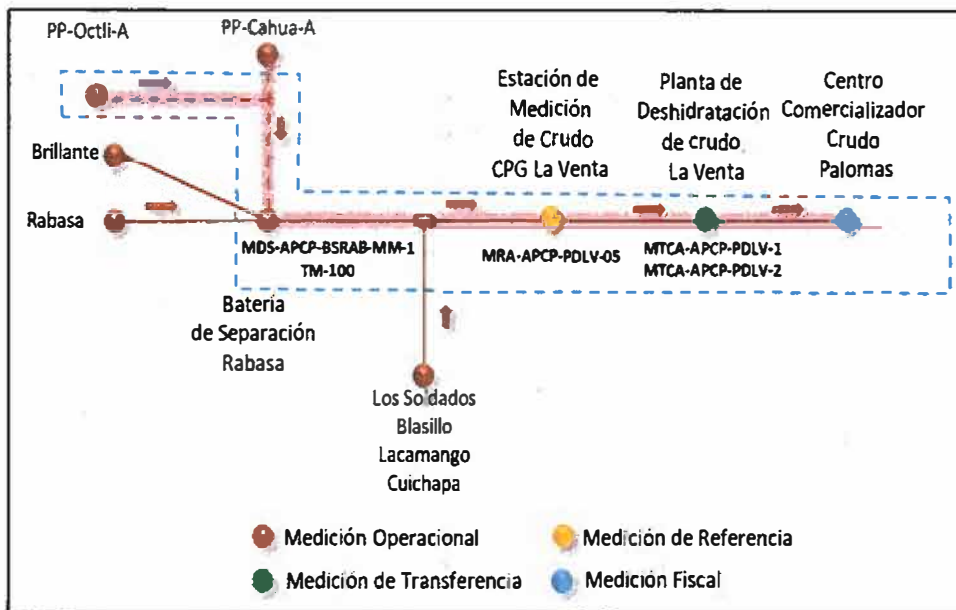 PP-Octli-A
PP-Cahua-A
Brillante
Rabasa
Estación de
Medición
de Crudo
CPG La Venta
Planta de
Deshidratación
de crudo
La Venta
Centro
Comercializador
Crudo
Palomas
MDS-APCP-BSRAB-MM-1
TM-100
MRA-APCP-PDLV-05
MTCA-APCP-PDLV-1
MTCA-APCP-PDLV-2
Batería
de Separación
Rabasa
Los Soldados
Blasillo
Lacamango
Cuichapa
Medición Operacional
Medición de Referencia
Medición de Transferencia
Medición Fiscal